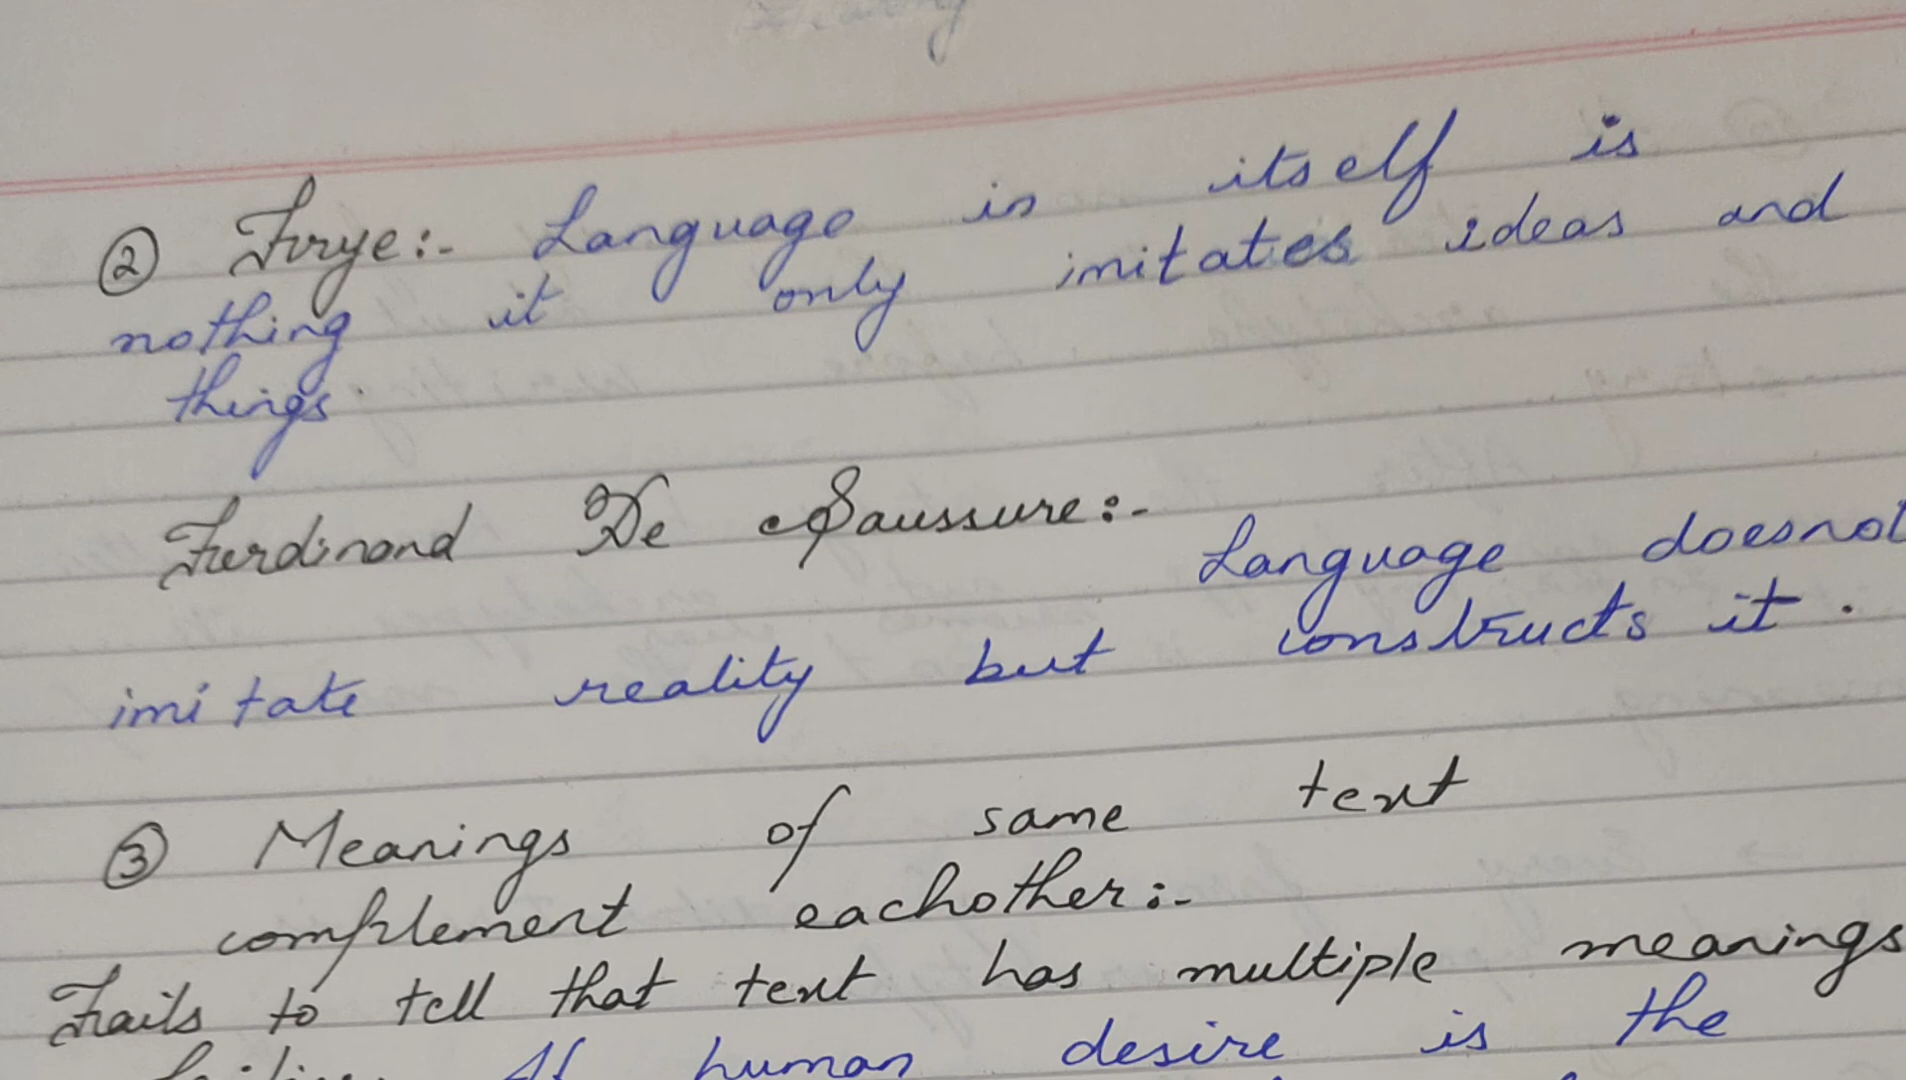 ② Frye:- Language in itself is
nothing it only imitates ideas and
things.
Ferdinand De Saussure:-
Language doesnot
imitate reality but constructs it.
③ Meanings of same text
complement eachother:-
Fails to tell that text has multiple meanings
If human desire is the